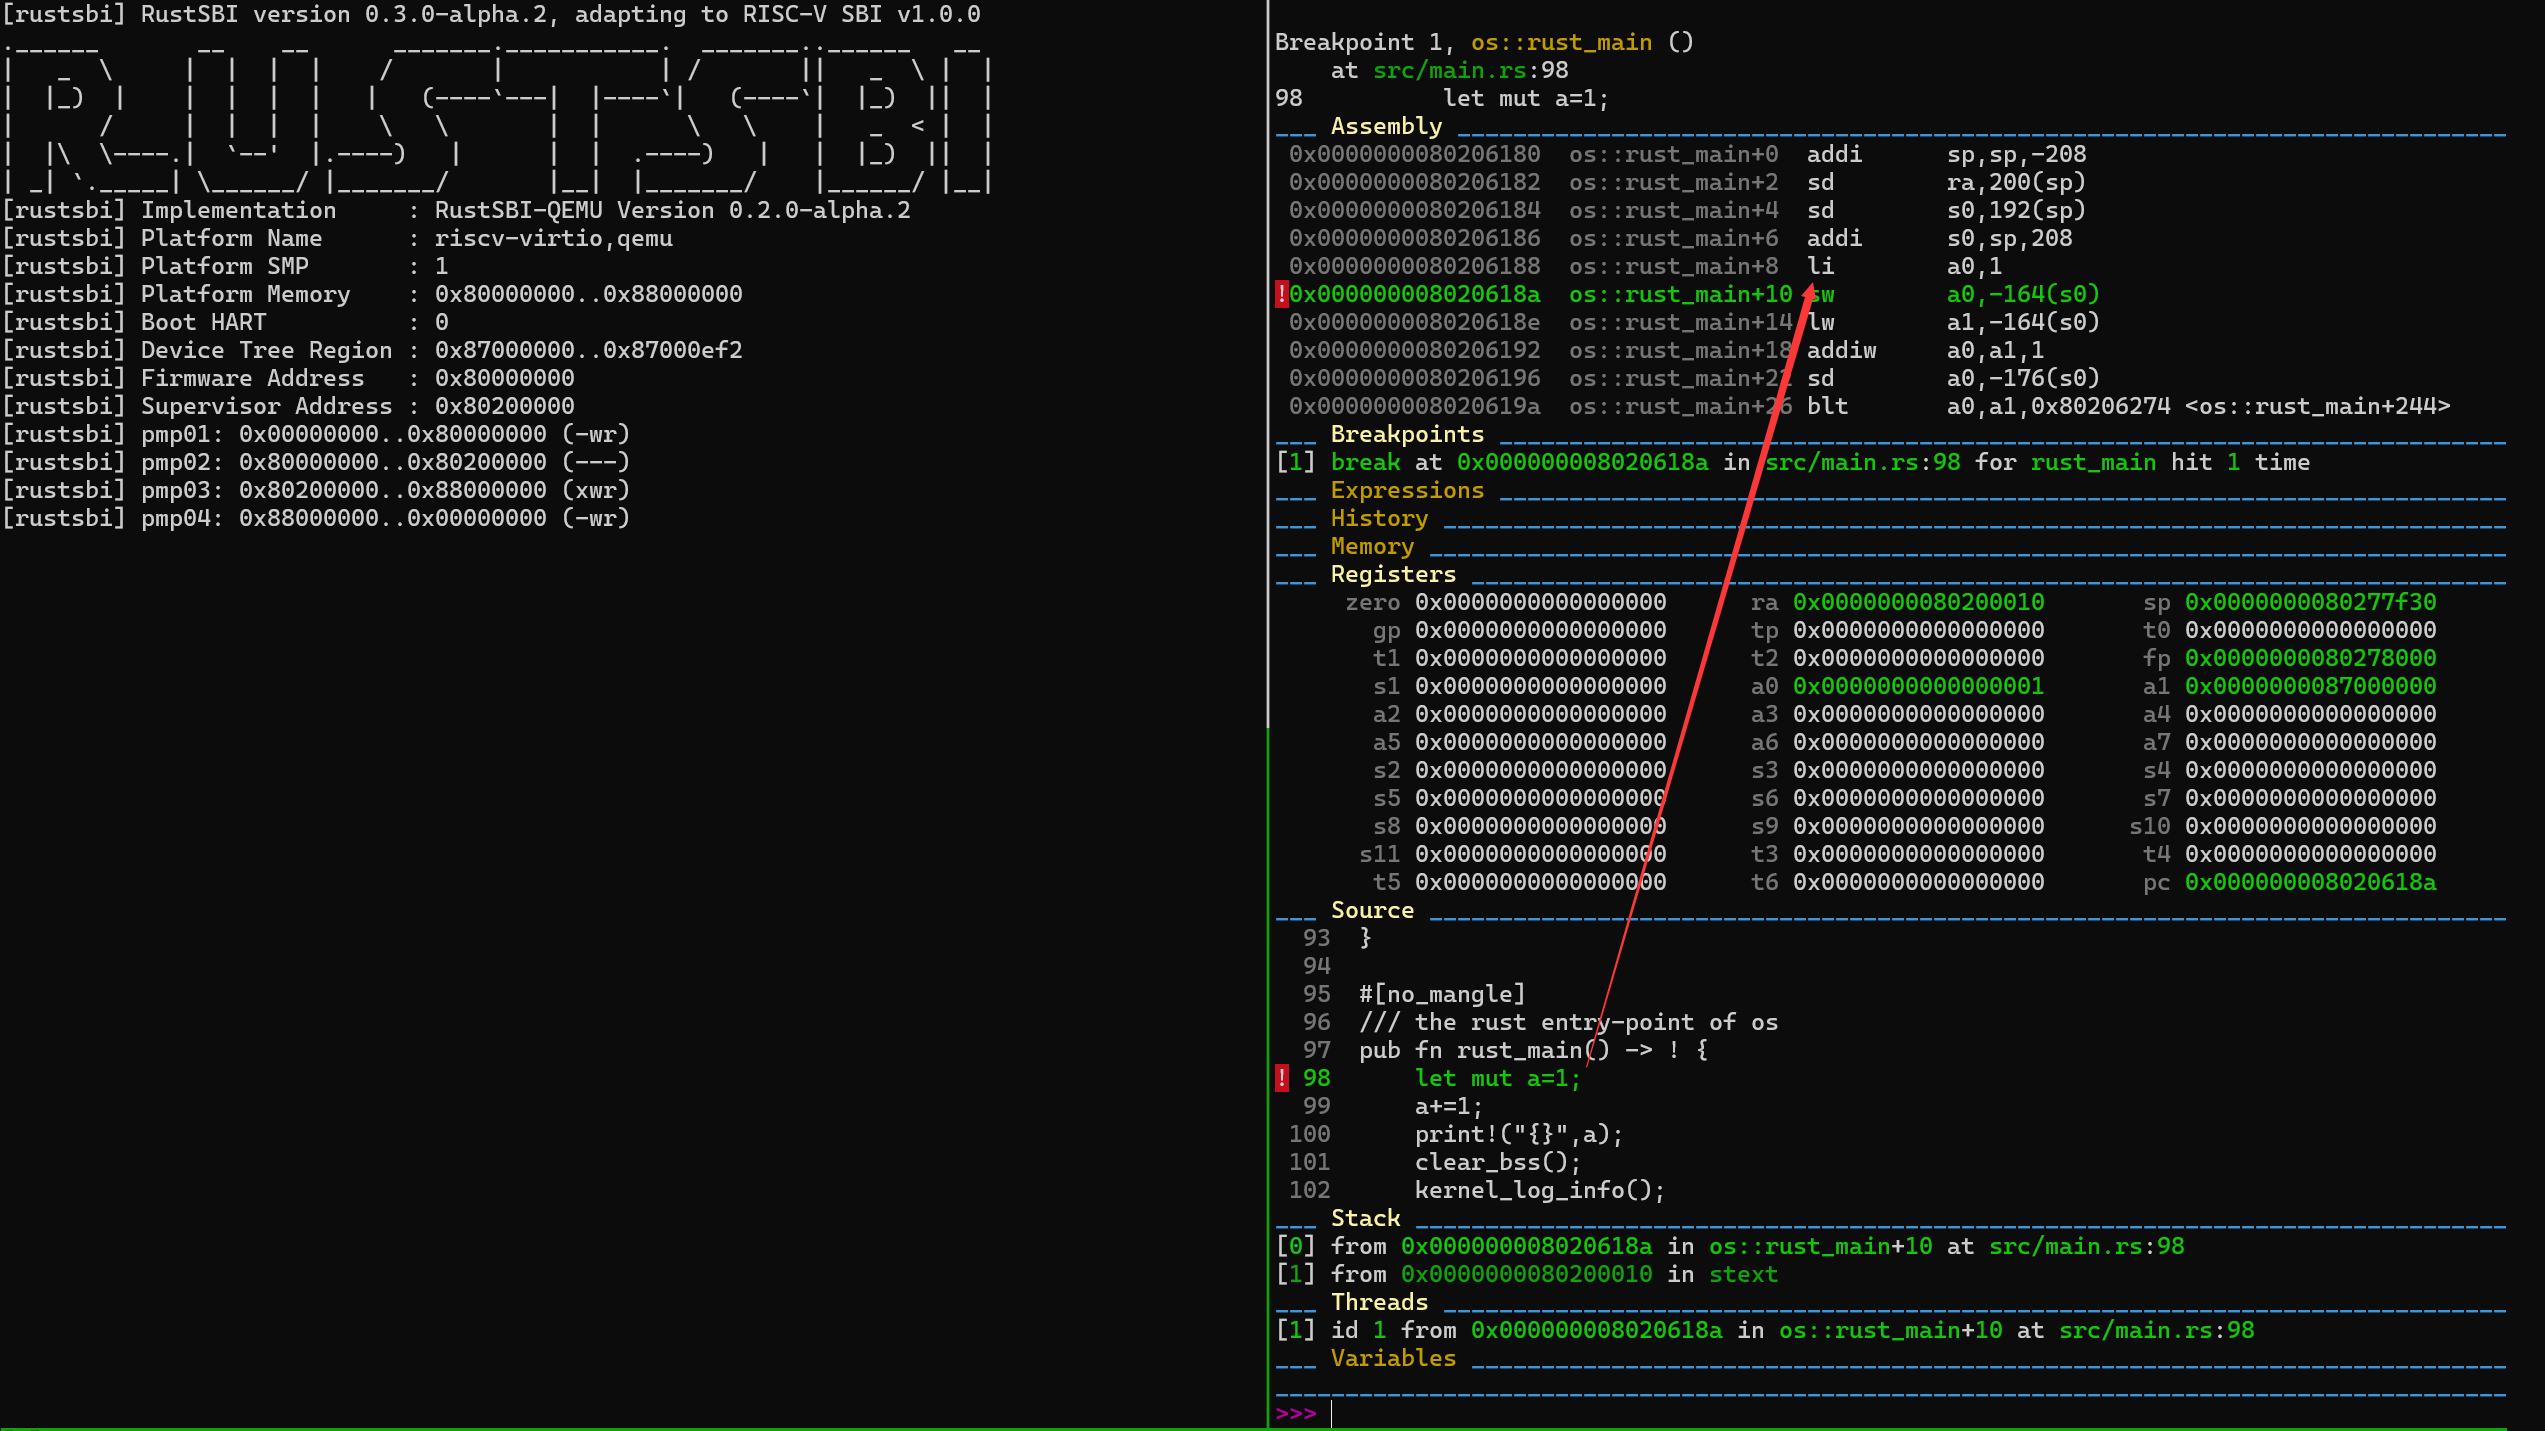 [rustsbi] RustSBI version 0.3.0-alpha.2, adapting to RISC-V SBI v1.0.0
[rustsbi] Implementation     : RustSBI-QEMU Version 0.2.0-alpha.2
[rustsbi] Platform Name      : riscv-virtio,qemu
[rustsbi] Platform SMP       : 1
[rustsbi] Platform Memory    : 0x80000000..0x88000000
[rustsbi] Boot HART          : 0
[rustsbi] Device Tree Region : 0x87000000..0x87000ef2
[rustsbi] Firmware Address   : 0x80000000
[rustsbi] Supervisor Address : 0x80200000
[rustsbi] pmp01: 0x00000000..0x80000000 (-wr)
[rustsbi] pmp02: 0x80000000..0x80200000 (---)
[rustsbi] pmp03: 0x80200000..0x88000000 (xwr)
[rustsbi] pmp04: 0x88000000..0x00000000 (-wr)
Breakpoint 1, os::rust_main ()
    at src/main.rs:98
98          let mut a=1;
Assembly
0x0000000080206180  os::rust_main+0  addi      sp,sp,-208
0x0000000080206182  os::rust_main+2  sd        ra,200(sp)
0x0000000080206184  os::rust_main+4  sd        s0,192(sp)
0x0000000080206186  os::rust_main+6  addi      s0,sp,208
0x0000000080206188  os::rust_main+8  li        a0,1
!0x000000008020618a  os::rust_main+10 sw        a0,-164(s0)
0x000000008020618e  os::rust_main+14 lw        a1,-164(s0)
0x0000000080206192  os::rust_main+18 addiw     a0,a1,1
0x0000000080206196  os::rust_main+22 sd        a0,-176(s0)
0x000000008020619a  os::rust_main+26 blt       a0,a1,0x80206274 <os::rust_main+244>
Breakpoints
[1] break at 0x000000008020618a in src/main.rs:98 for rust_main hit 1 time
Expressions
History
Memory
Registers
zero 0x0000000000000000      ra 0x0000000080200010       sp 0x0000000080277f30
gp 0x0000000000000000      tp 0x0000000000000000       t0 0x0000000000000000
t1 0x0000000000000000      t2 0x0000000000000000       fp 0x0000000080278000
s1 0x0000000000000000      a0 0x0000000000000001       a1 0x0000000087000000
a2 0x0000000000000000      a3 0x0000000000000000       a4 0x0000000000000000
a5 0x0000000000000000      a6 0x0000000000000000       a7 0x0000000000000000
s2 0x0000000000000000      s3 0x0000000000000000       s4 0x0000000000000000
s5 0x0000000000000000      s6 0x0000000000000000       s7 0x0000000000000000
s8 0x0000000000000000      s9 0x0000000000000000      s10 0x0000000000000000
s11 0x0000000000000000      t3 0x0000000000000000       t4 0x0000000000000000
t5 0x0000000000000000      t6 0x0000000000000000       pc 0x000000008020618a
Source
93  }
94
95  #[no_mangle]
96  /// the rust entry-point of os
97  pub fn rust_main() -> ! {
! 98      let mut a=1;
99      a+=1;
100      print!("{}",a);
101      clear_bss();
102      kernel_log_info();
Stack
[0] from 0x000000008020618a in os::rust_main+10 at src/main.rs:98
[1] from 0x0000000080200010 in stext
Threads
[1] id 1 from 0x000000008020618a in os::rust_main+10 at src/main.rs:98
Variables
>>>